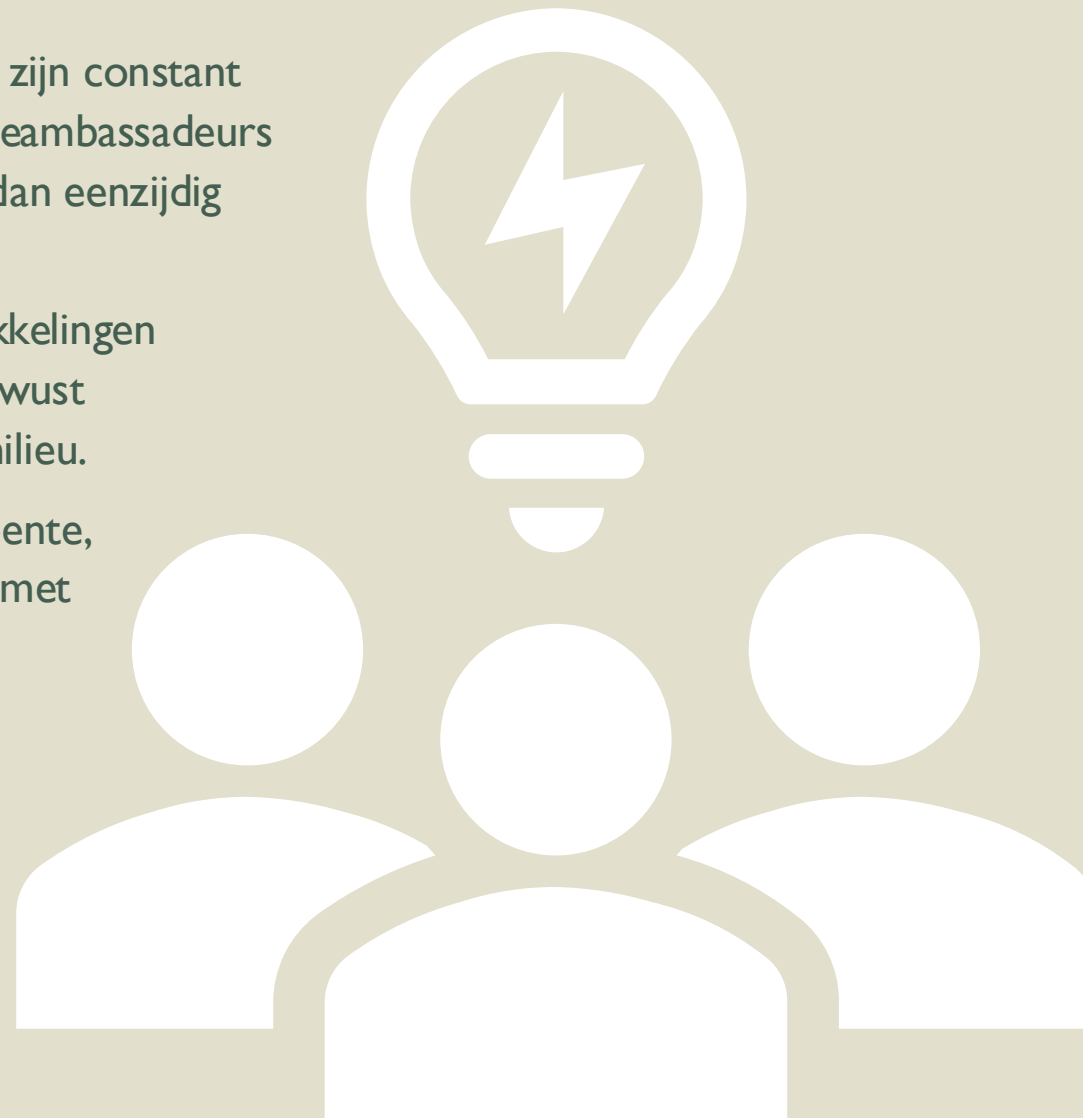 zijn constant
eambassadeurs
dan eenzijdig
kkelingen
wust
ilieu.
ente,
met